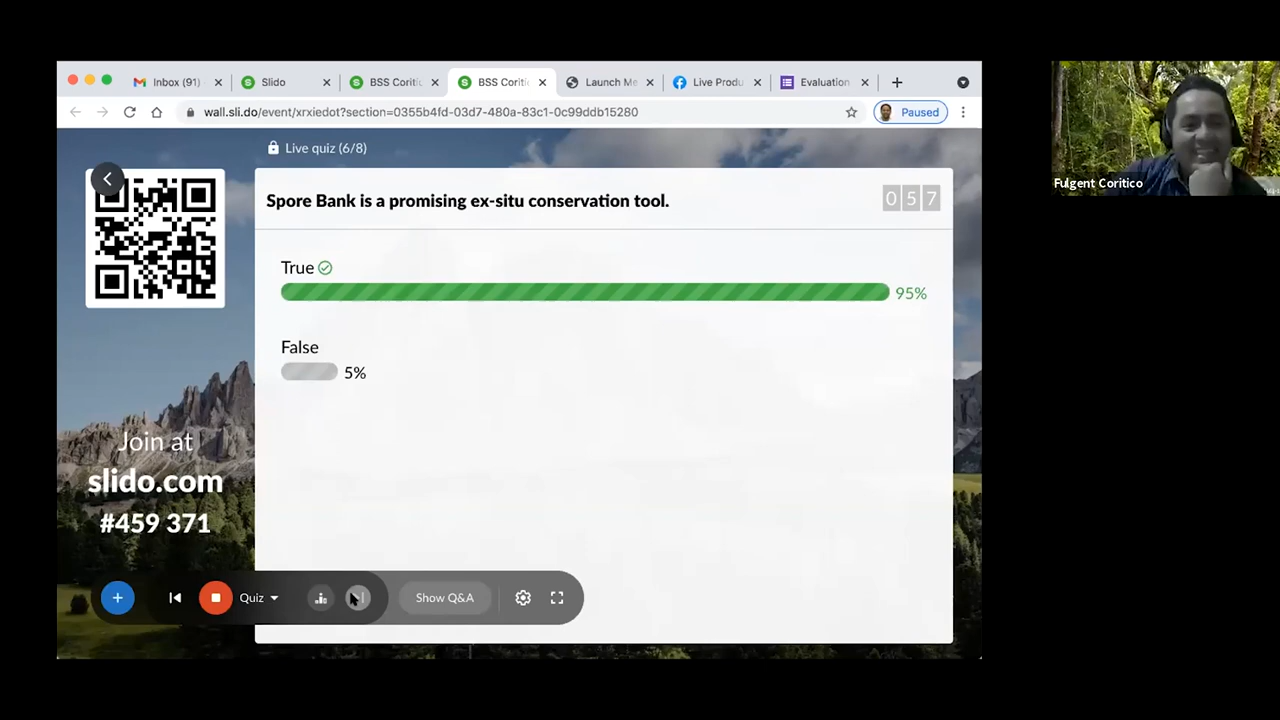 Inbox (91)
Slido
BSS Coritic
BSS Coritic
Launch Me
Live Produ
Evaluation
wall.sli.do/event/xrxiedot?section=0355b4fd-03d7-480a-83c1-0c99ddb15280
Paused
Live quiz (6/8)
Spore Bank is a promising ex-situ conservation tool.
0 5 7
True
95%
False
5%
Join at
slido.com
#459 371
Quiz
Show Q&A
Fulgent Coritico